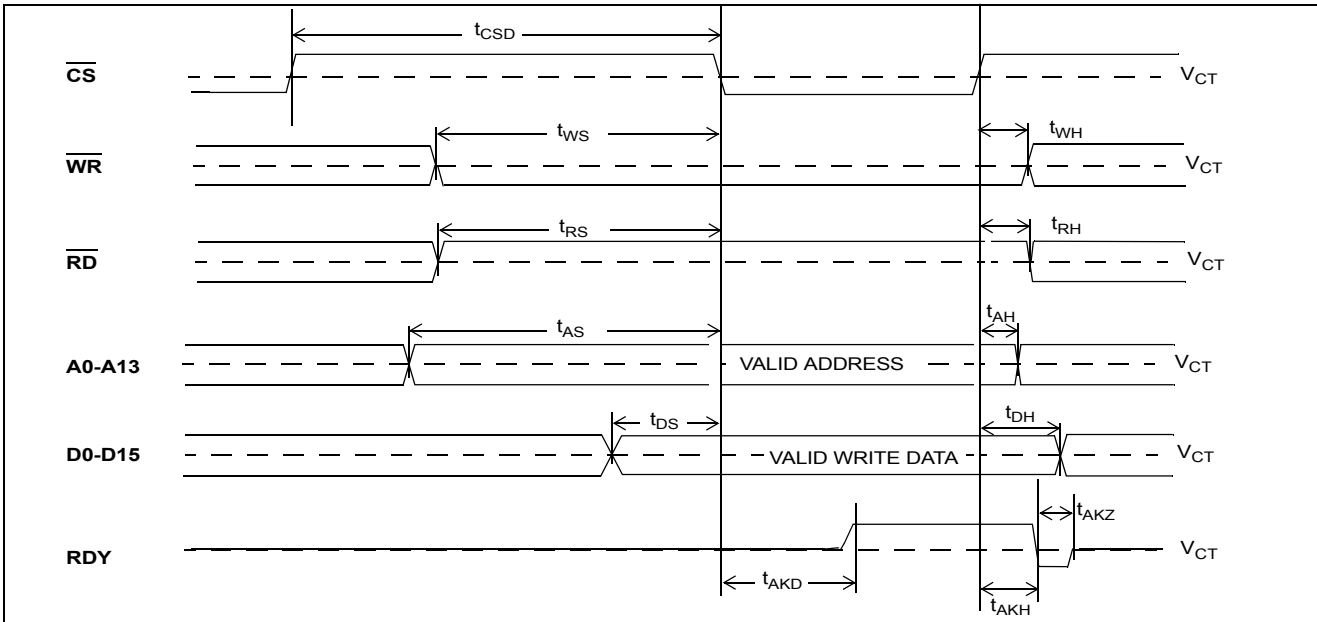 tCSD
CS VCT
tWS tWH
WR VCT
tRS tRH
RD VCT
tAS tAH
A0-A13 VALID ADDRESS VCT
tDS tDH
D0-D15 VALID WRITE DATA VCT
tAKZ
RDY VCT
tAKD
tAKH